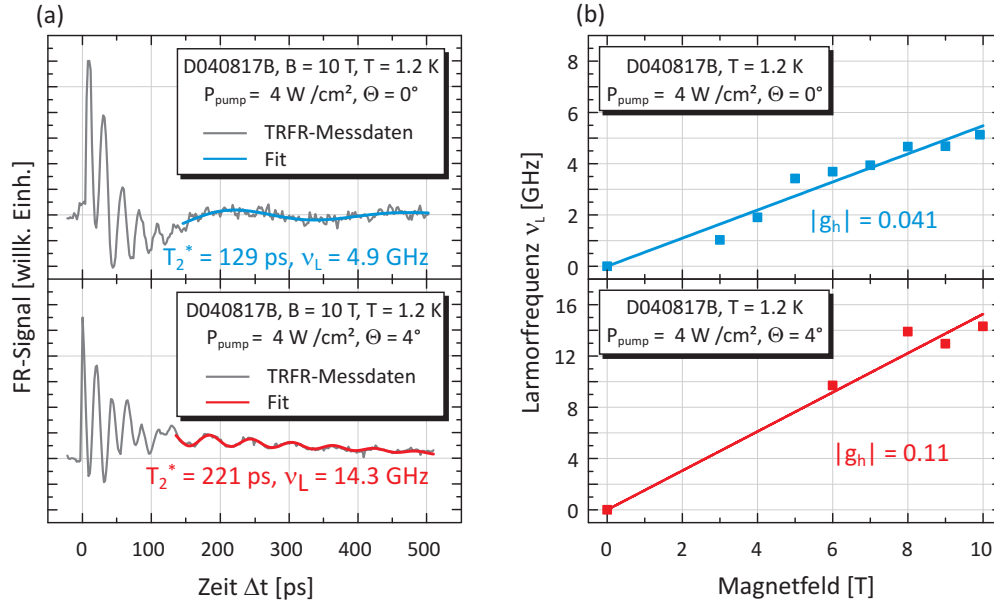 (a)
D040817B, B = 10 T, T = 1.2 K
Ppump = 4 W /cm², Θ = 0°
TRFR-Messdaten
Fit
T2* = 129 ps, νL = 4.9 GHz
D040817B, B = 10 T, T = 1.2 K
Ppump = 4 W /cm², Θ = 4°
TRFR-Messdaten
Fit
T2* = 221 ps, νL = 14.3 GHz
FR-Signal [willk. Einh.]
0 100 200 300 400 500
Zeit Δt [ps]
(b)
8
6
4
2
0
D040817B, T = 1.2 K
Ppump = 4 W /cm², Θ = 0°
|gh| = 0.041
16
12
8
4
0
D040817B, T = 1.2 K
Ppump = 4 W /cm², Θ = 4°
|gh| = 0.11
Larmorfrequenz νL [GHz]
0 2 4 6 8 10
Magnetfeld [T]